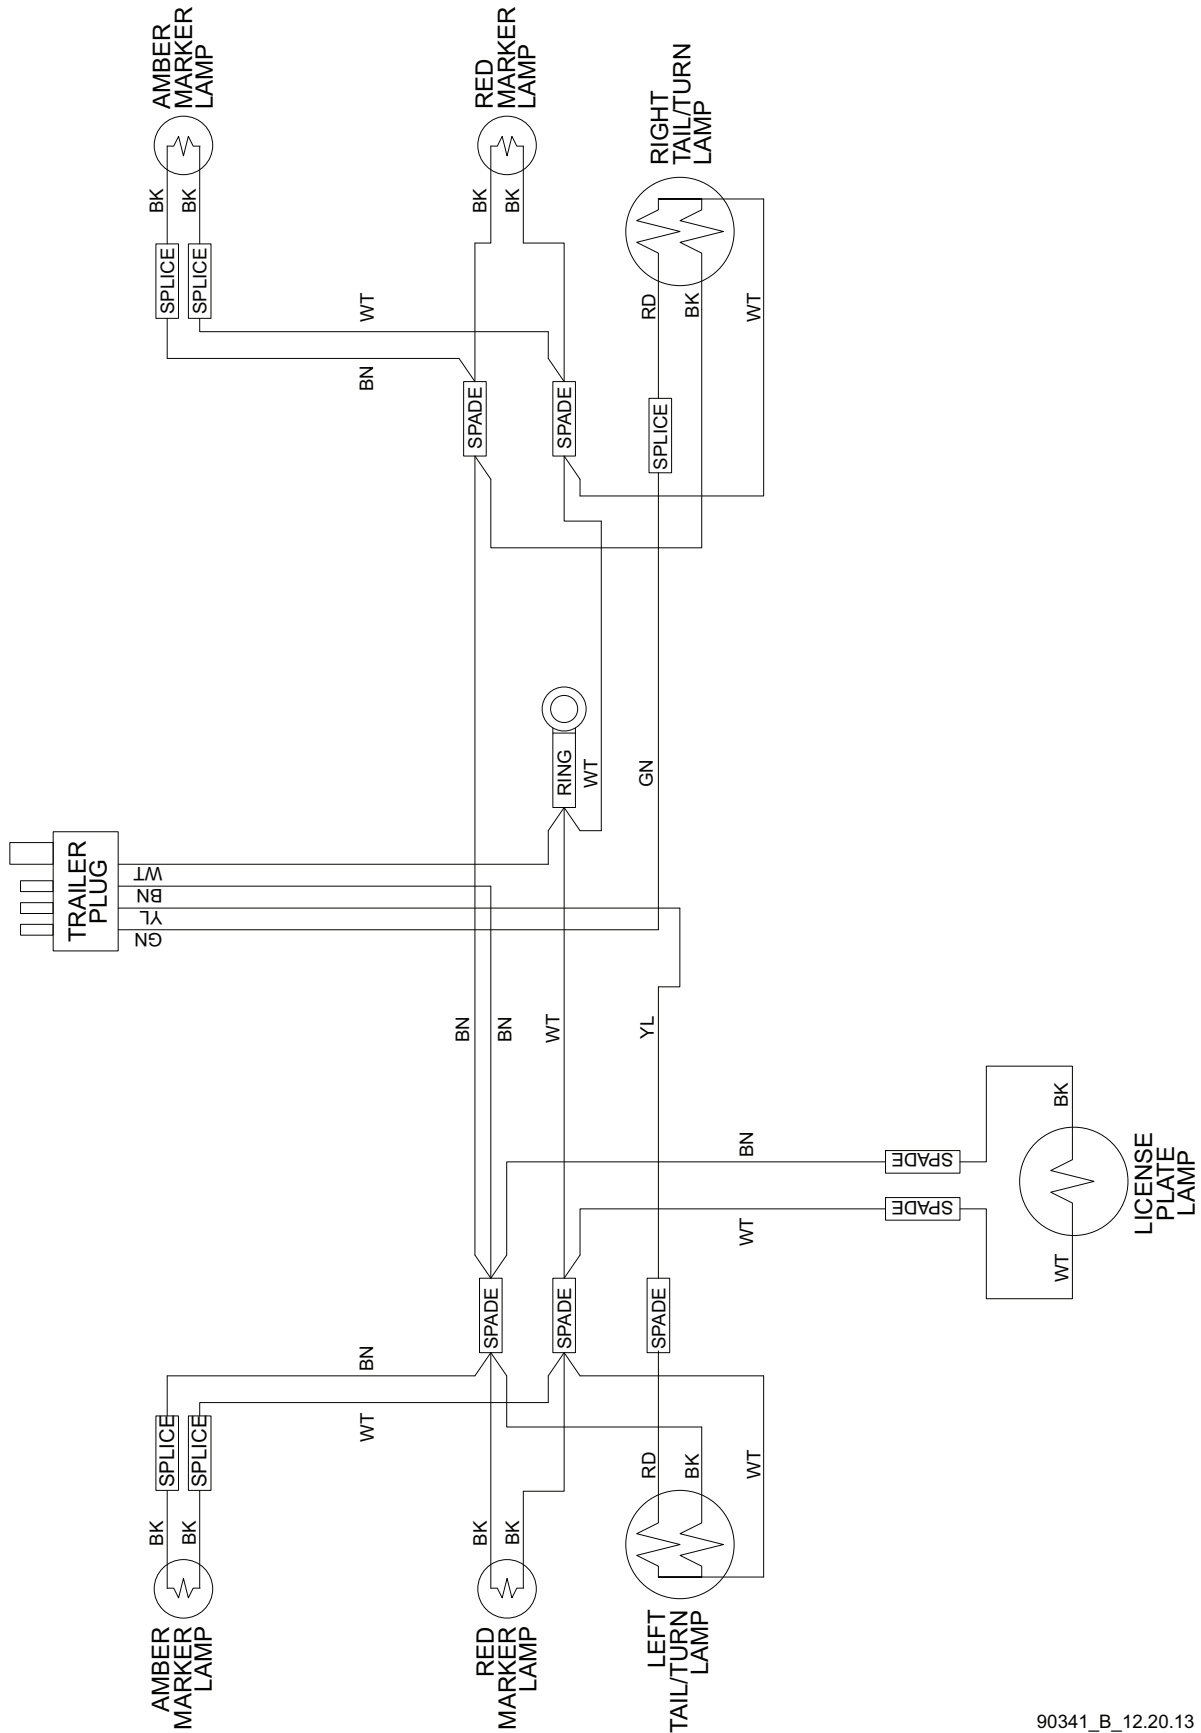 AMBER
MARKER
LAMP
RED
MARKER
LAMP
RIGHT
TAIL/TURN
LAMP
BK
BK
BK
BK
SPLICE
SPLICE
RD
BK
WT
WT
BN
SPADE
SPADE
SPLICE
RING
WT
GN
TRAILER
PLUG
WT
BN
YL
GN
BN
BN
WT
YL
BN
WT
SPADE
SPADE
BK
WT
LICENSE
PLATE
LAMP
SPADE
SPADE
SPADE
BN
WT
SPLICE
SPLICE
RD
BK
WT
BK
BK
BK
BK
AMBER
MARKER
LAMP
RED
MARKER
LAMP
LEFT
TAIL/TURN
LAMP
90341_B_12.20.13